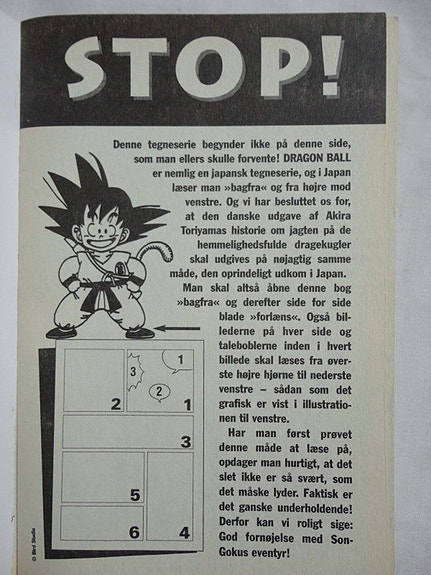 STOP!
Denne tegneserie begynder ikke på denne side,
som man ellers skulle forvente! DRAGON BALL
er nemlig en japansk tegneserie, og i Japan
læser man »bagfra« og fra højre mod
venstre. Og vi har besluttet os for,
at den danske udgave af Akira
Toriyamas historie om jagten på de
hemmelighedsfulde dragekugler
skal udgives på nøjagtig samme
måde, den oprindeligt udkom i Japan.
Man skal altså åbne denne bog
»bagfra« og derefter side for side
blade »forlæns«. Også bil-
lederne på hver side og
taleboblerne inden i hvert
billede skal læses fra øver-
ste højre hjørne til nederste
venstre – sådan som det
grafisk er vist i illustratio-
nen til venstre.
Har man først prøvet
denne måde at læse på,
opdager man hurtigt, at det
slet ikke er så svært, som
det måske lyder. Faktisk er
det ganske underholdende!
Derfor kan vi roligt sige:
God fornøjelse med Son-
Gokus eventyr!
1
3
2
2
1
3
5
4
6
© Bird Studio